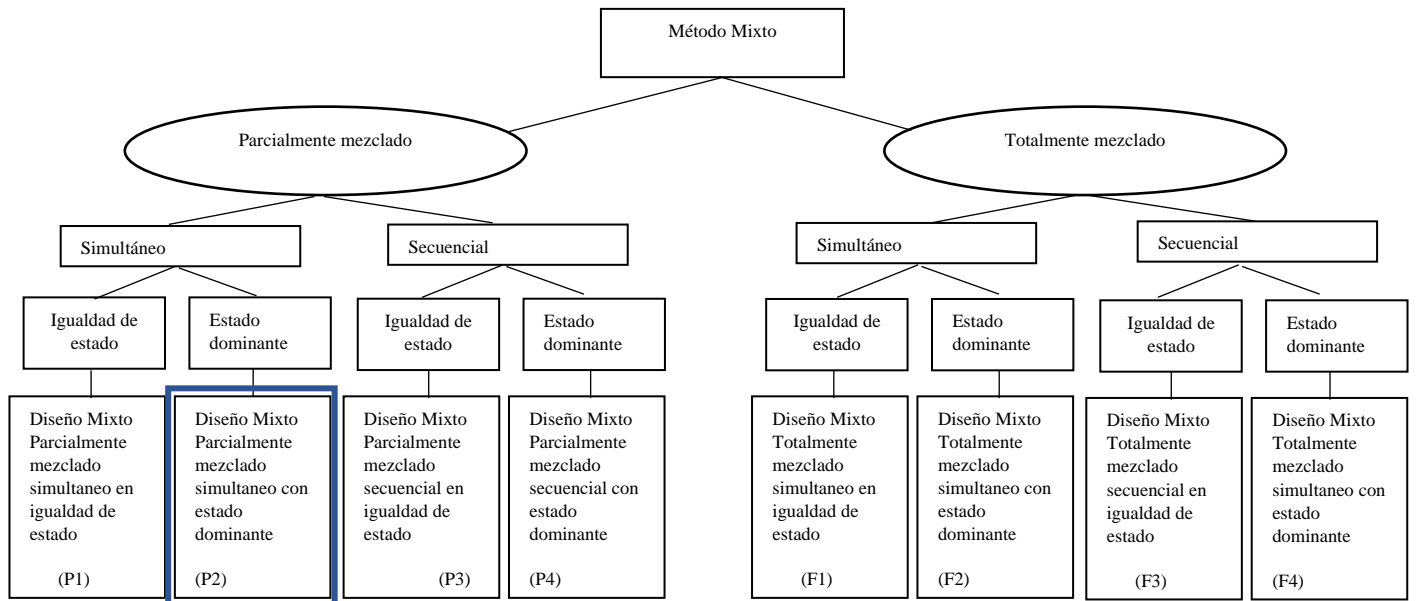 Método Mixto
Parcialmente mezclado
Totalmente mezclado
Simultáneo
Secuencial
Simultáneo
Secuencial
Igualdad de
estado
Estado
dominante
Igualdad de
estado
Estado
dominante
Igualdad de
estado
Estado
dominante
Igualdad de
estado
Estado
dominante
Diseño Mixto
Parcialmente
mezclado
simultaneo en
igualdad de
estado
(P1)
Diseño Mixto
Parcialmente
mezclado
simultaneo con
estado
dominante
(P2)
Diseño Mixto
Parcialmente
mezclado
secuencial en
igualdad de
estado
(P3)
Diseño Mixto
Parcialmente
mezclado
secuencial con
estado
dominante
(P4)
Diseño Mixto
Totalmente
mezclado
simultaneo en
igualdad de
estado
(F1)
Diseño Mixto
Totalmente
mezclado
simultaneo con
estado
dominante
(F2)
Diseño Mixto
Totalmente
mezclado
secuencial en
igualdad de
estado
(F3)
Diseño Mixto
Totalmente
mezclado
simultaneo con
estado
dominante
(F4)